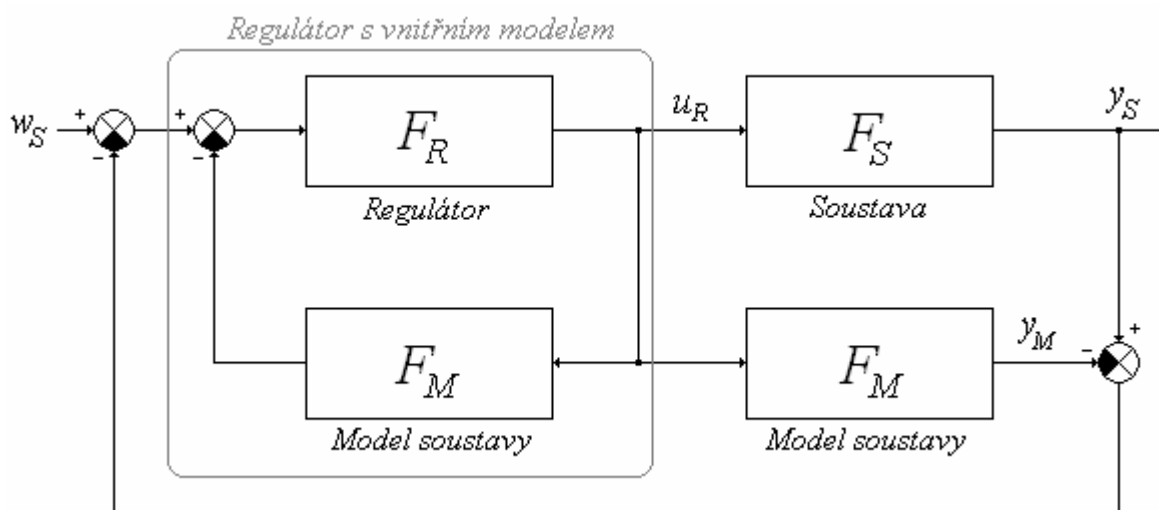 Regulátor s vnitřním modelem
w_S
+
-
+
-
F_R
Regulátor
u_R
F_S
Soustava
y_S
F_M
Model soustavy
F_M
Model soustavy
y_M
-
+